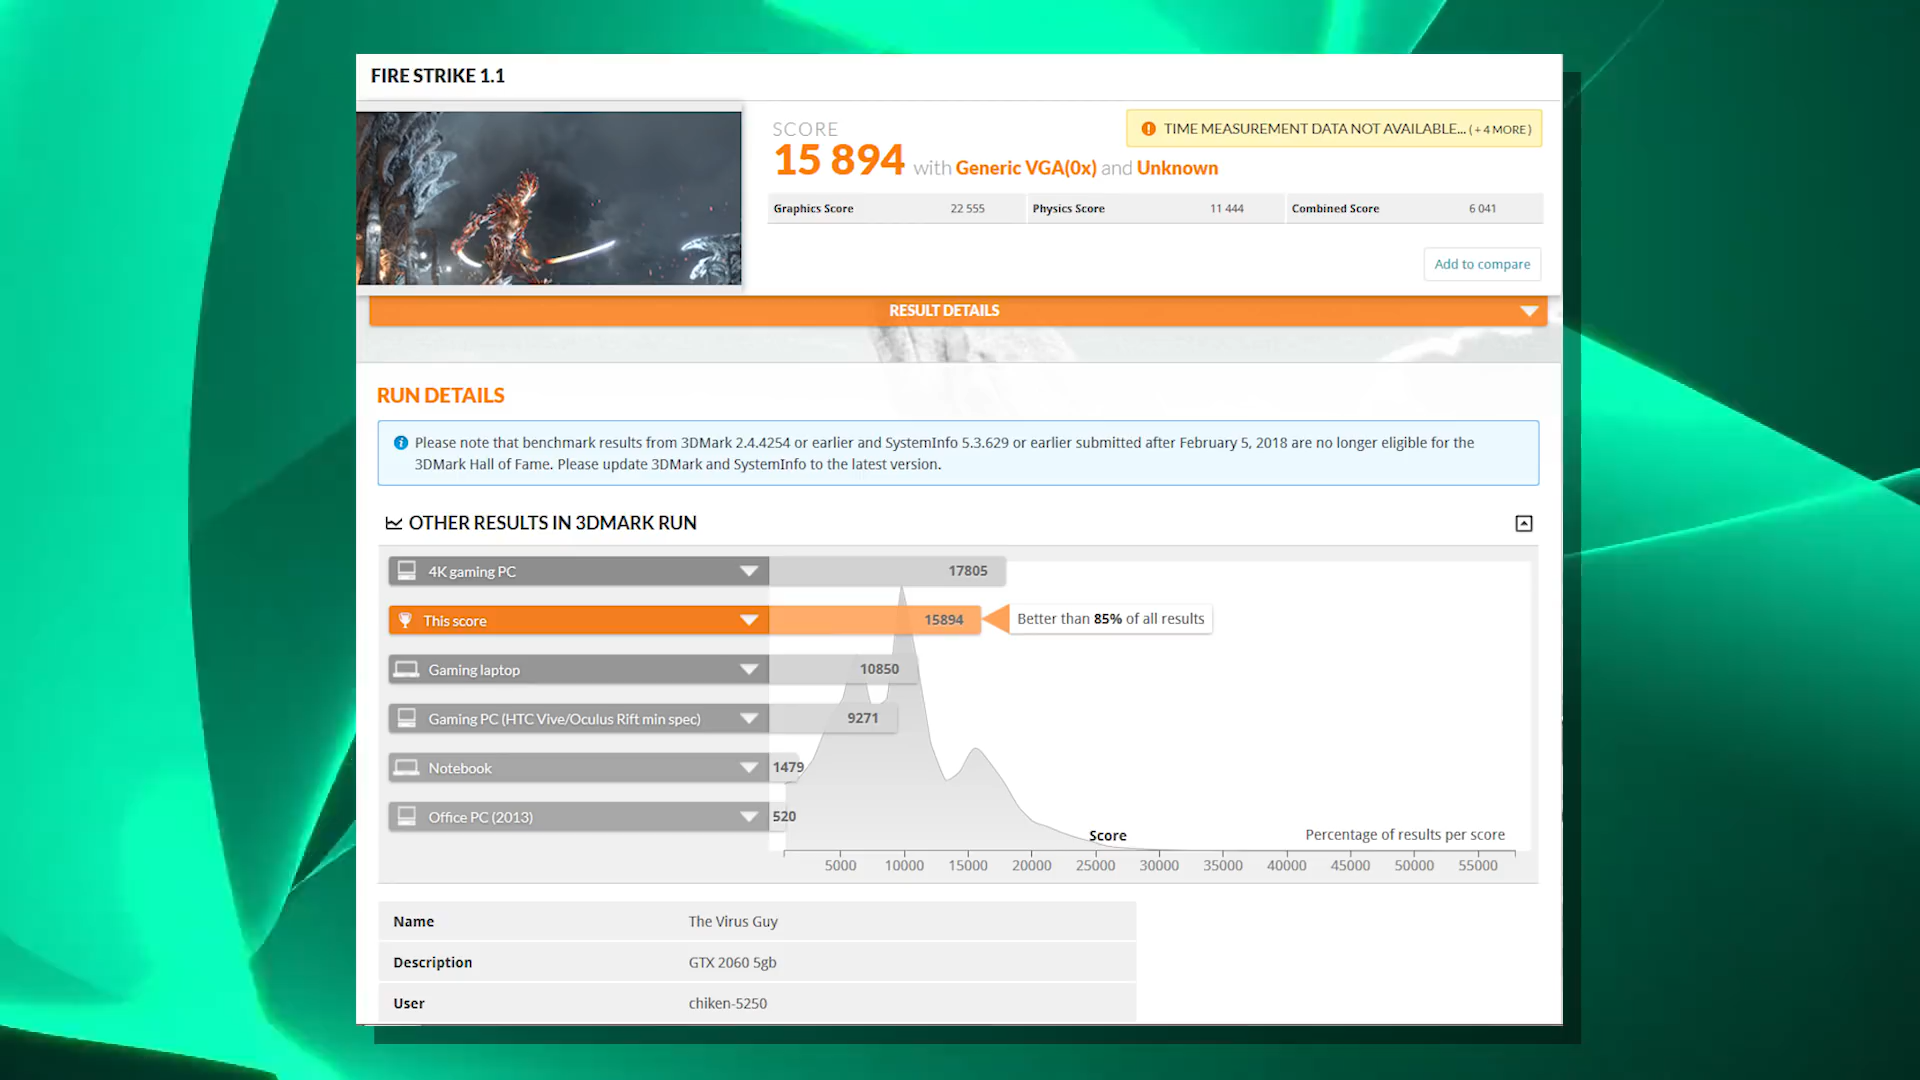 FIRE STRIKE 1.1
SCORE
TIME MEASUREMENT DATA NOT AVAILABLE... ( + 4 MORE )
15 894 with Generic VGA(0x) and Unknown
Graphics Score 22 555 Physics Score 11 444 Combined Score 6 041
Add to compare
RESULT DETAILS
RUN DETAILS
Please note that benchmark results from 3DMark 2.4.4254 or earlier and SystemInfo 5.3.629 or earlier submitted after February 5, 2018 are no longer eligible for the
3DMark Hall of Fame. Please update 3DMark and SystemInfo to the latest version.
OTHER RESULTS IN 3DMARK RUN
4K gaming PC 17805
This score 15894 Better than 85% of all results
Gaming laptop 10850
Gaming PC (HTC Vive/Oculus Rift min spec) 9271
Notebook 1479
Office PC (2013) 520
Score Percentage of results per score
5000 10000 15000 20000 25000 30000 35000 40000 45000 50000 55000
Name The Virus Guy
Description GTX 2060 5gb
User chiken-5250